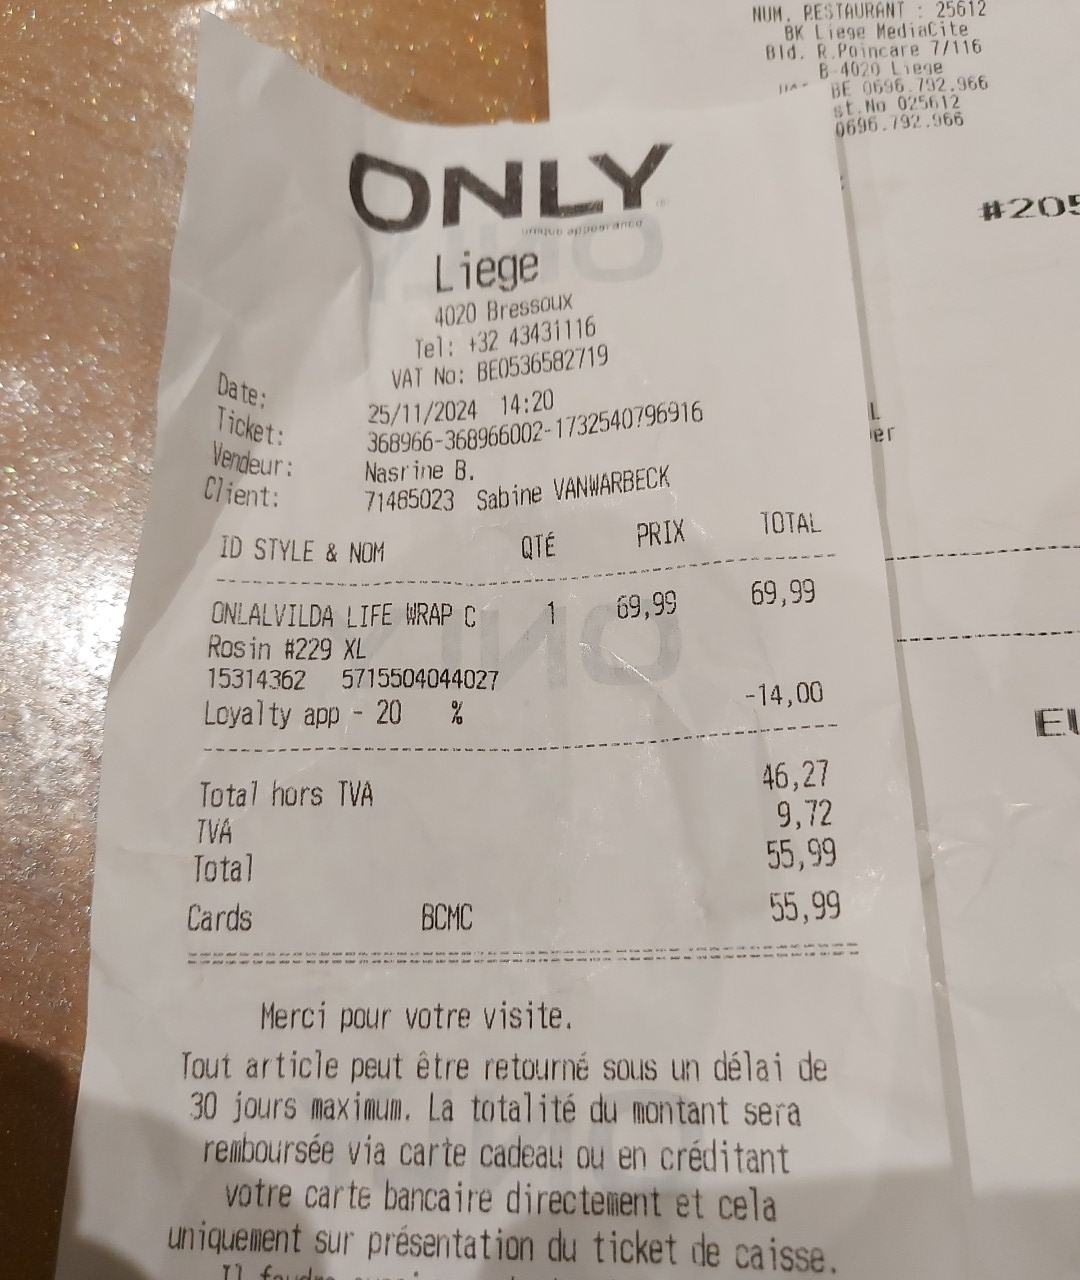 NUM. RESTAURANT : 25612
BK Liege MediaCite
Bld. R.Poincare 7/116
B-4020 Liege
BE 0696.792.966
st.No 025612
0696.792.966
#205
L
er
EU
ONLY
unique appearance
Liege
4020 Bressoux
Tel: +32 43431116
VAT No: BE0536582719
Date: 25/11/2024 14:20
Ticket: 368966-368966002-1732540796916
Vendeur: Nasrine B.
Client: 71485023 Sabine VANWARBECK
ID STYLE & NOM QTÉ PRIX TOTAL
ONLALVILDA LIFE WRAP C 1 69,99 69,99
Rosin #229 XL
15314362 5715504044027
Loyalty app - 20 % -14,00
Total hors TVA 46,27
TVA 9,72
Total 55,99
Cards BCMC 55,99
Merci pour votre visite.
Tout article peut être retourné sous un délai de
30 jours maximum. La totalité du montant sera
remboursée via carte cadeau ou en créditant
votre carte bancaire directement et cela
uniquement sur présentation du ticket de caisse.